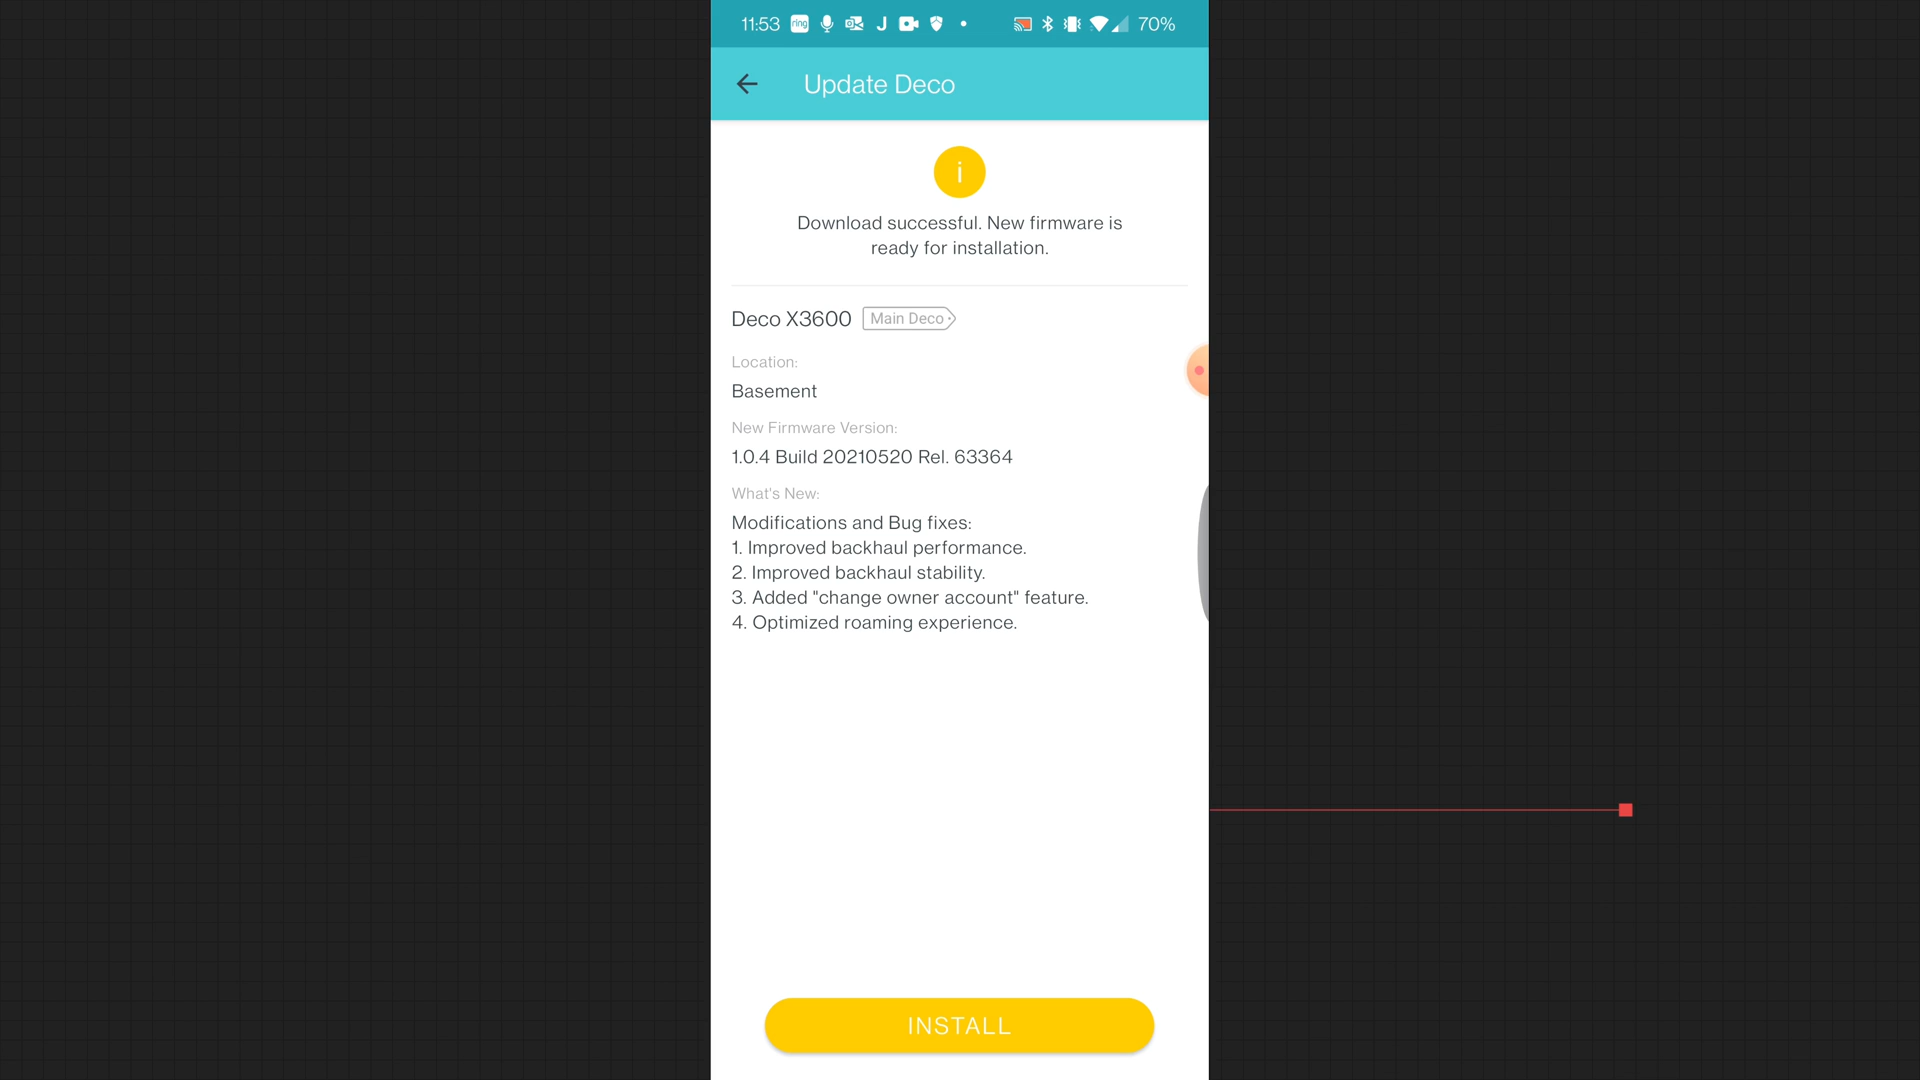 11:53 ring J 70%
Update Deco
i
Download successful. New firmware is
ready for installation.
Deco X3600 Main Deco
Location:
Basement
New Firmware Version:
1.0.4 Build 20210520 Rel. 63364
What's New:
Modifications and Bug fixes:
1. Improved backhaul performance.
2. Improved backhaul stability.
3. Added "change owner account" feature.
4. Optimized roaming experience.
INSTALL